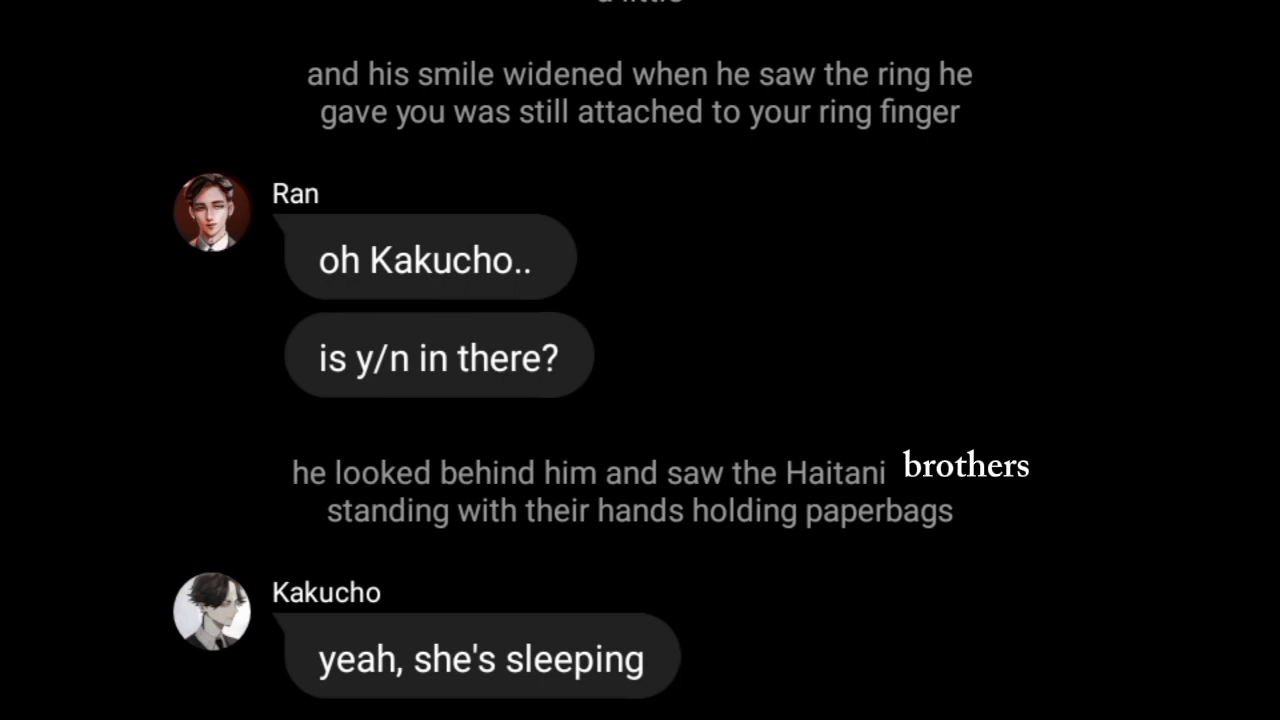 and his smile widened when he saw the ring he
gave you was still attached to your ring finger
Ran
oh Kakucho..
is y/n in there?
he looked behind him and saw the Haitani brothers
standing with their hands holding paperbags
Kakucho
yeah, she's sleeping